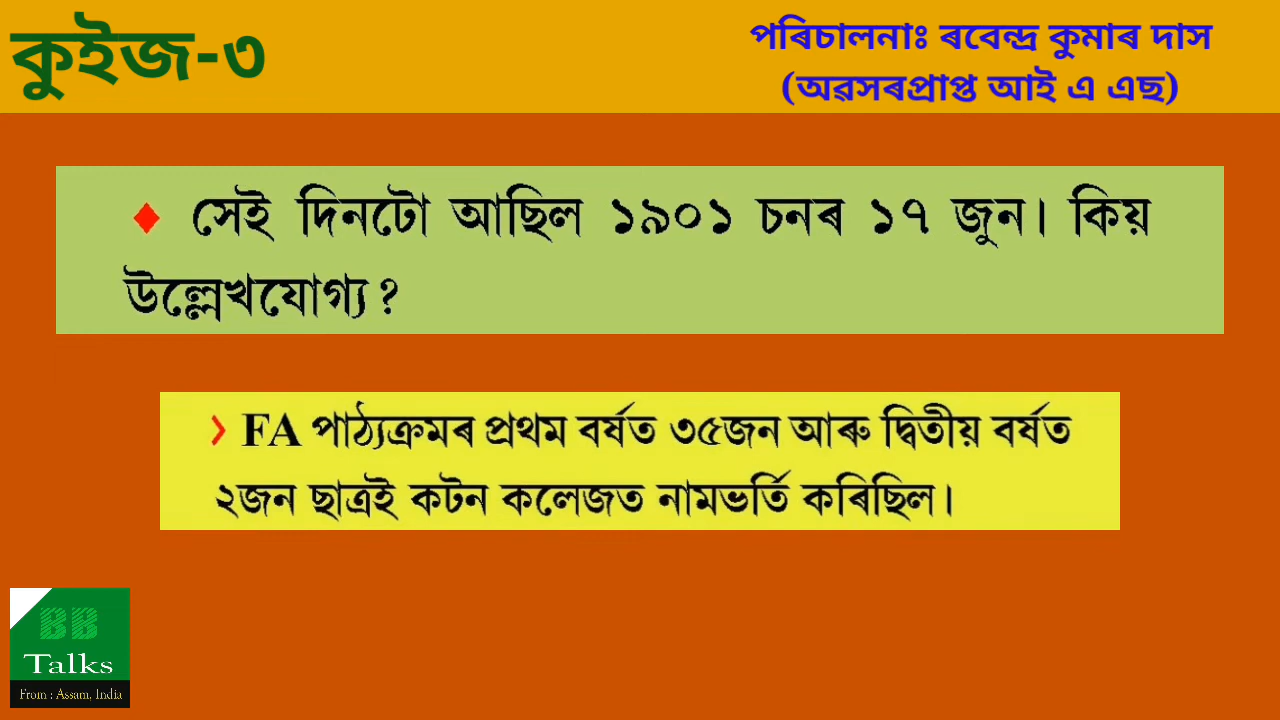 কুইজ-৩
পৰিচালনাঃ ৰবেন্দ্ৰ কুমাৰ দাস
(অৱসৰপ্ৰাপ্ত আই এ এছ)
♦ সেই দিনটো আছিল ১৯০১ চনৰ ১৭ জুন। কিয়
উল্লেখযোগ্য?
› FA পাঠ্যক্ৰমৰ প্ৰথম বৰ্ষত ৩৫জন আৰু দ্বিতীয় বৰ্ষত
২জন ছাত্ৰই কটন কলেজত নামভৰ্তি কৰিছিল।
BB
Talks
From : Assam, India